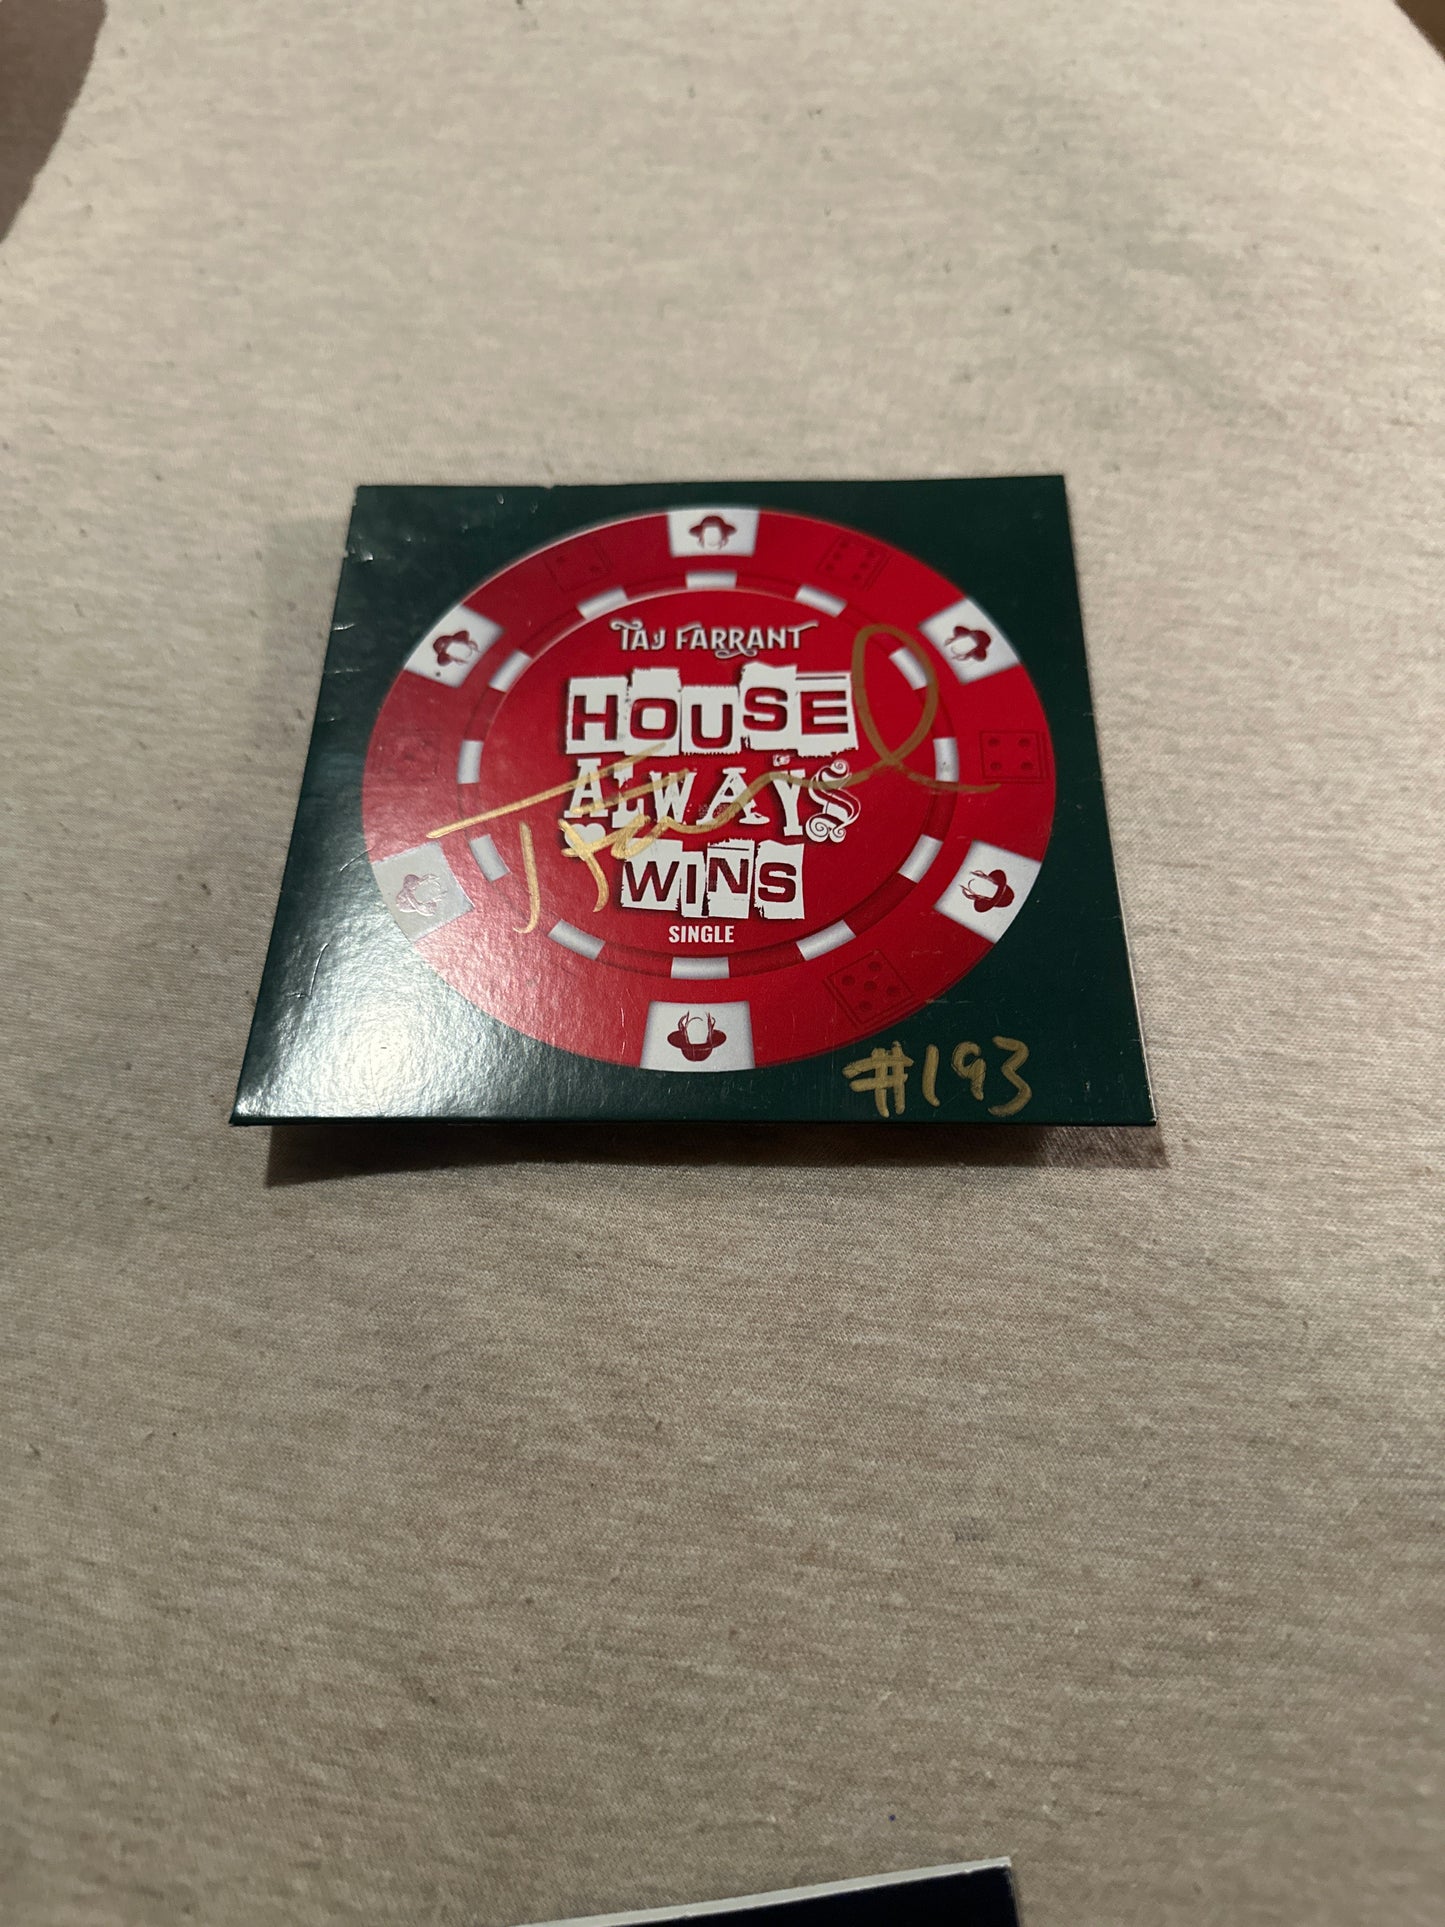 TAJ FARRANT
HOUSE
ALWAYS
WINS
SINGLE
#193